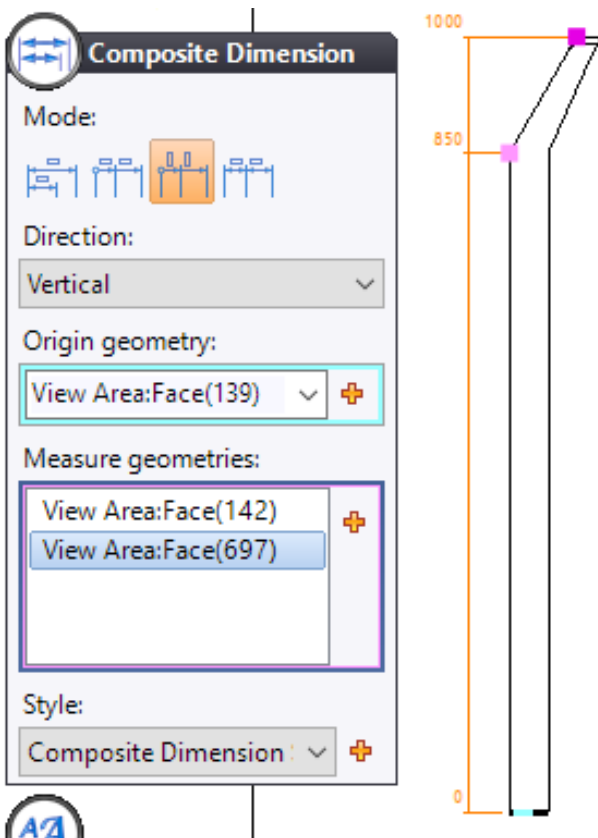 Composite Dimension
Mode:
Direction:
Vertical
Origin geometry:
View Area:Face(139)
Measure geometries:
View Area:Face(142)
View Area:Face(697)
Style:
Composite Dimension
AA
1000
850
0